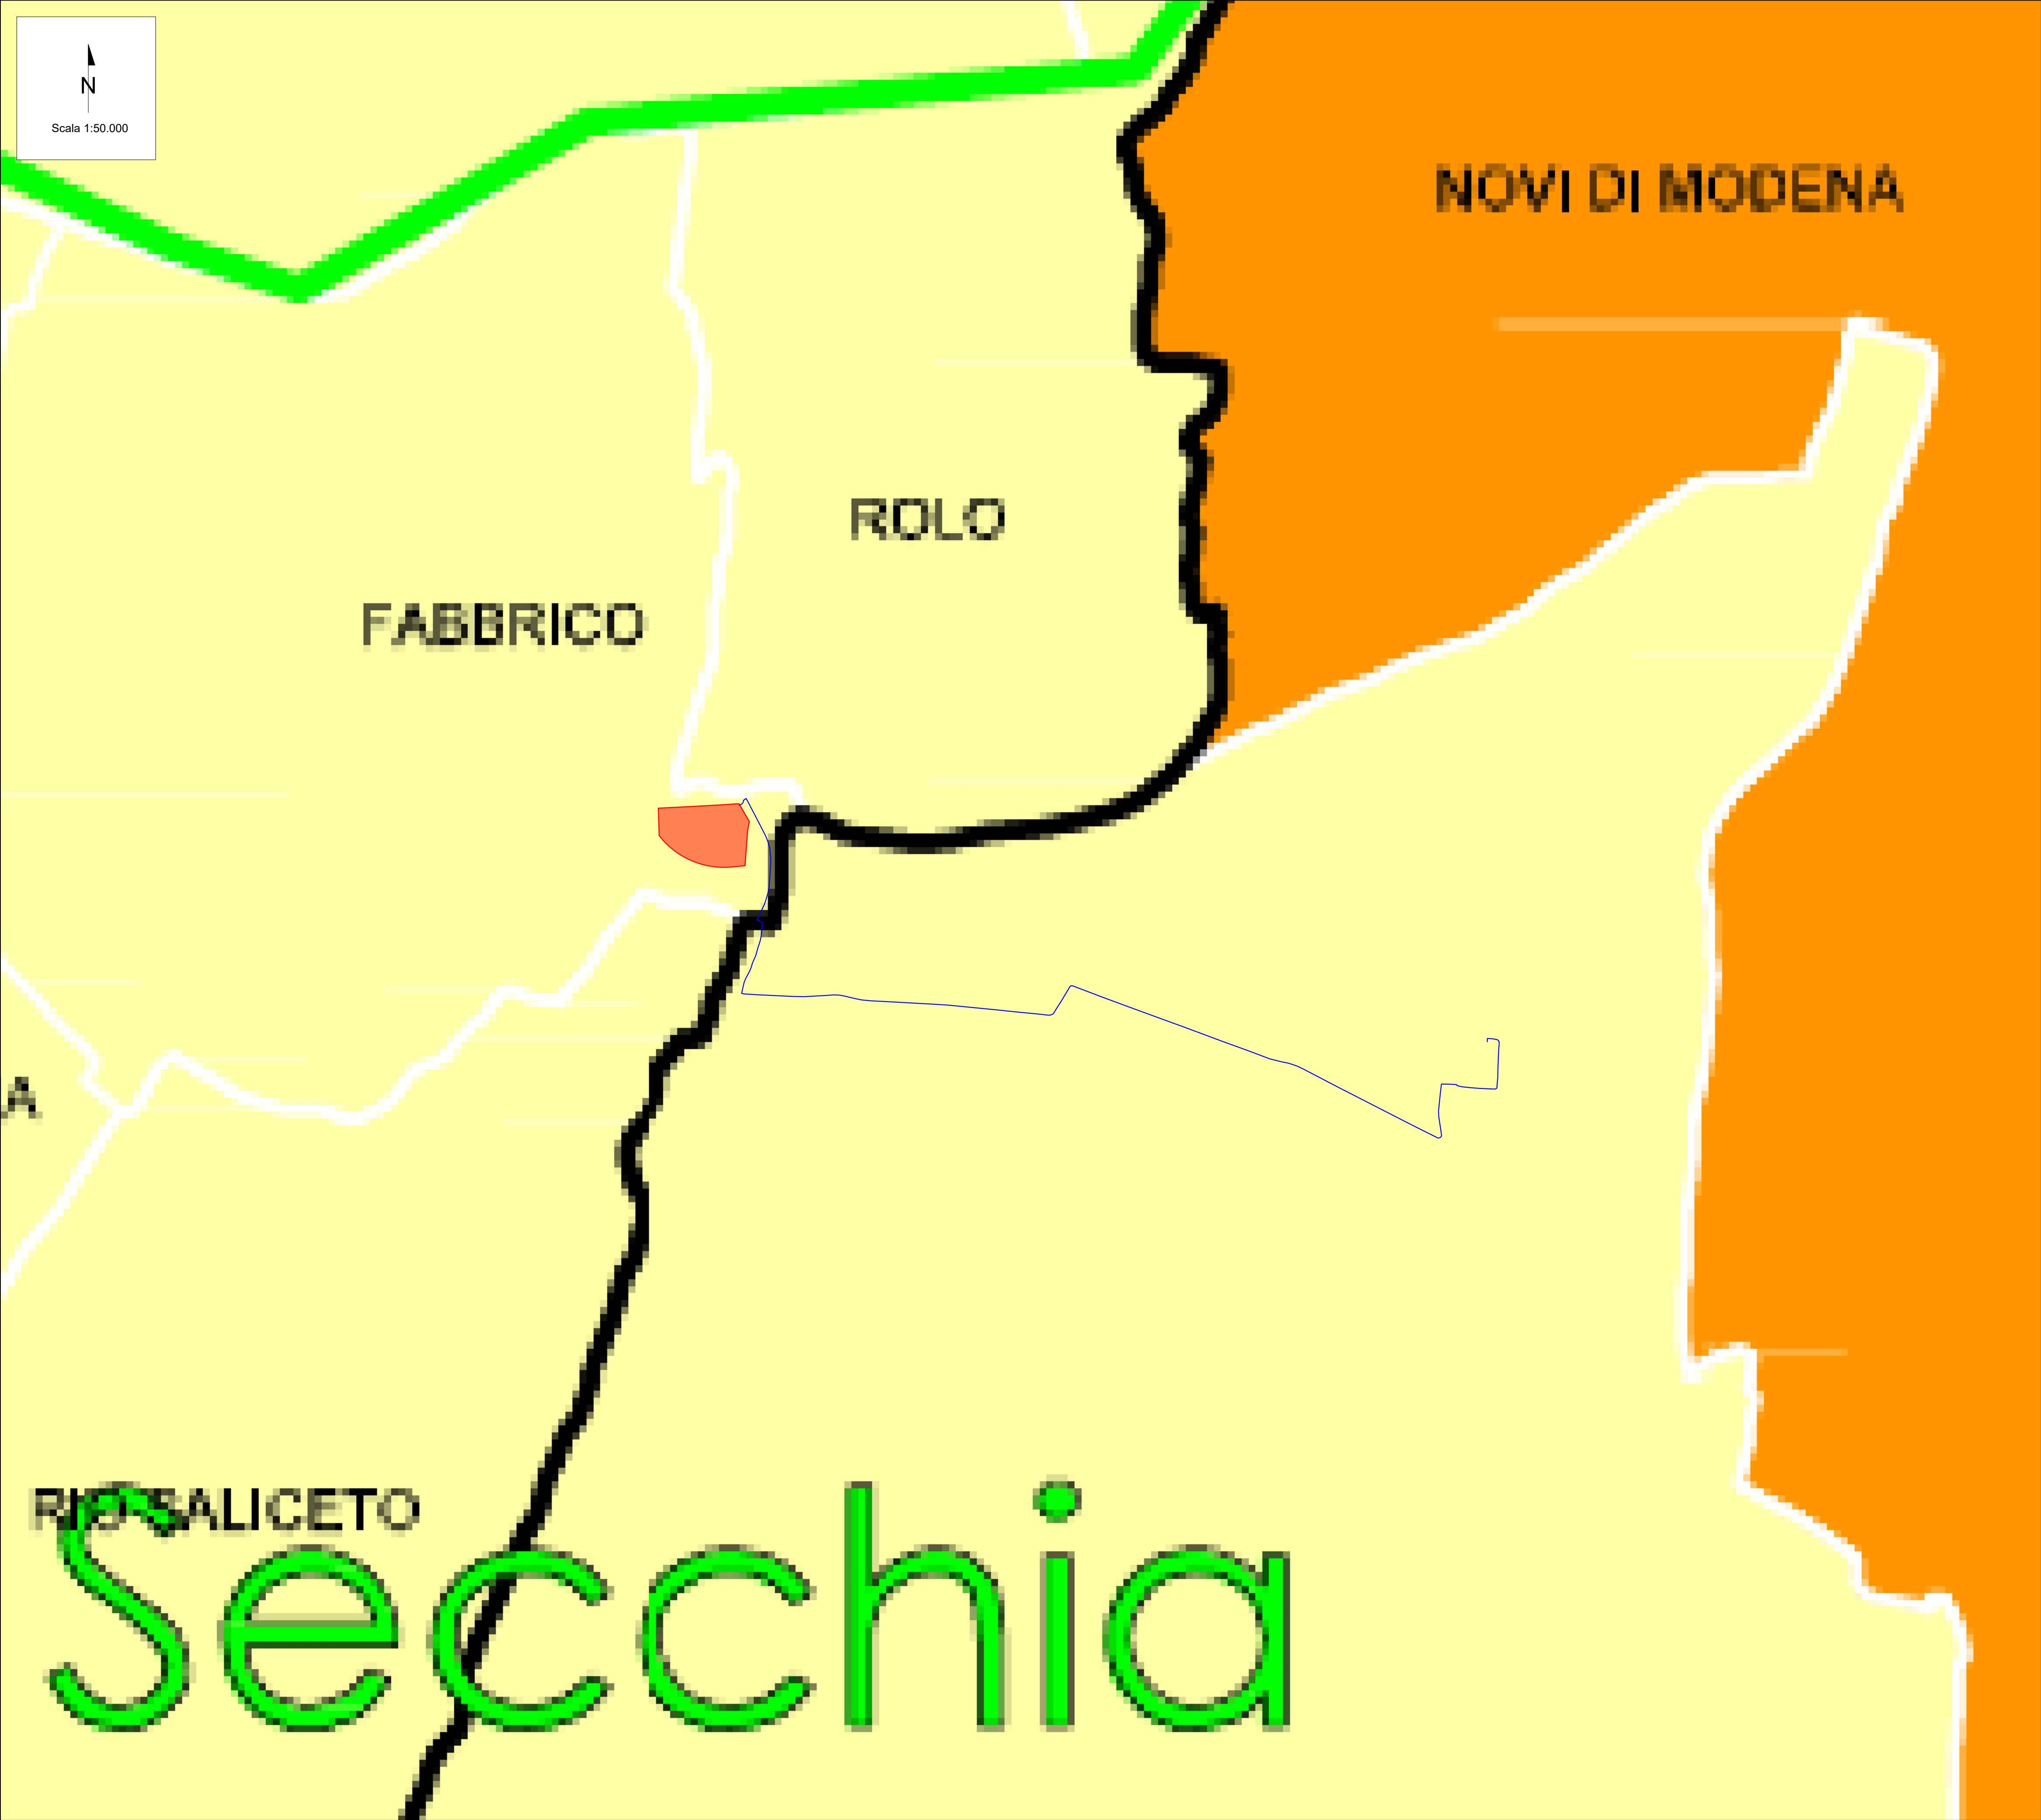 N
Scala 1:50.000
NOVI DI MODENA
ROLO
FABBRICO
A
RIO SALICETO
Secchia